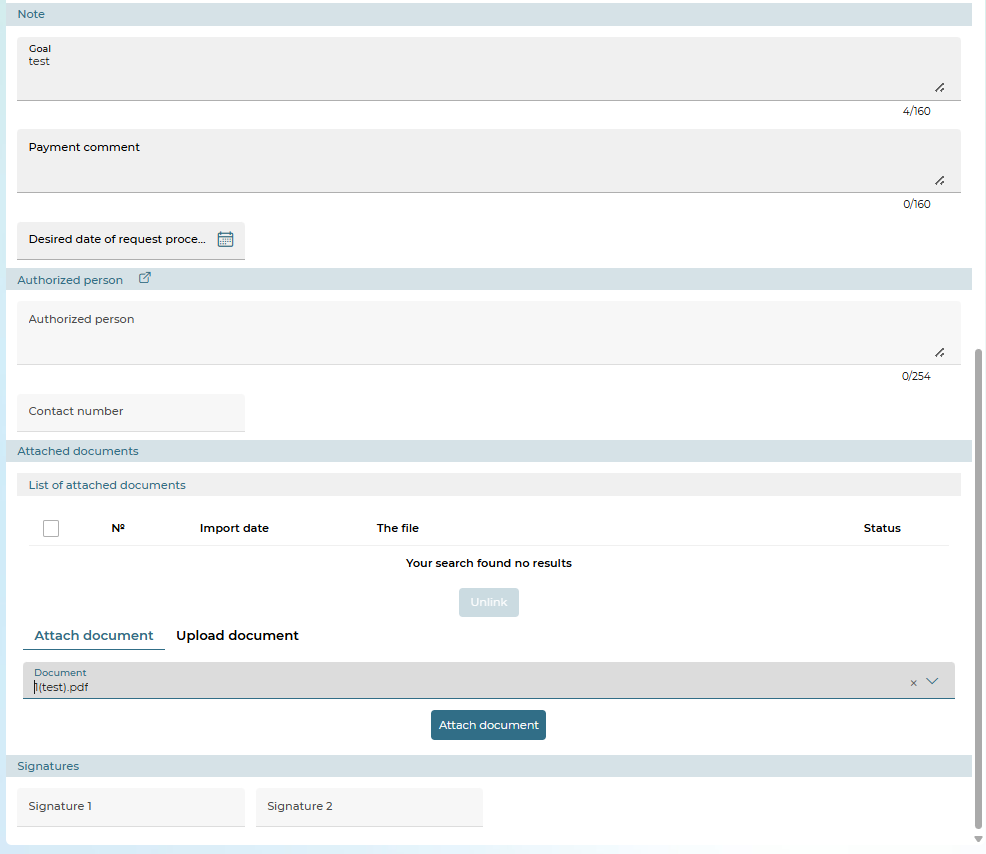 Note
Goal
test
4/160
Payment comment
0/160
Desired date of request proce...
Authorized person
Authorized person
0/254
Contact number
Attached documents
List of attached documents
№ Import date The file Status
Your search found no results
Unlink
Attach document Upload document
Document
1(test).pdf
Attach document
Signatures
Signature 1 Signature 2